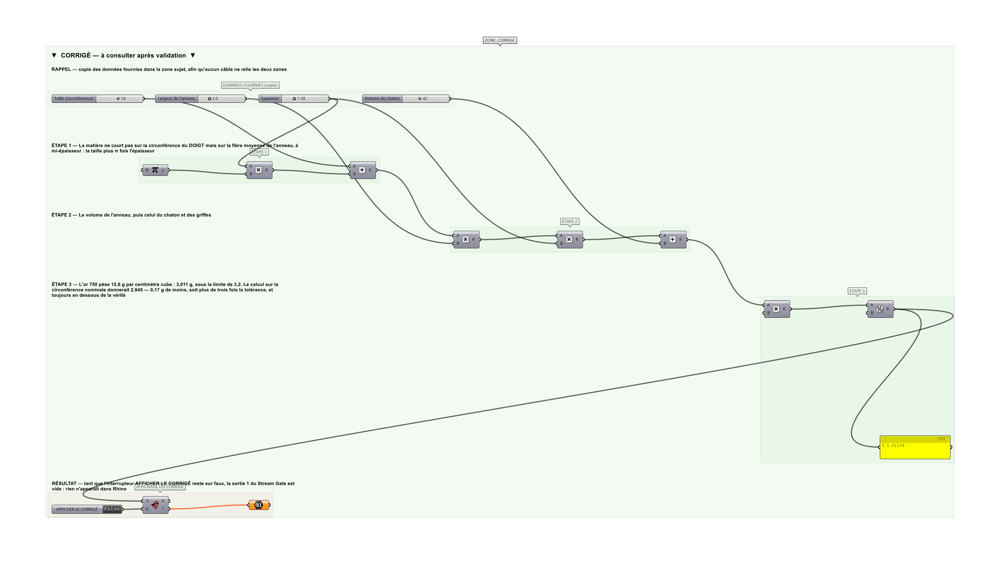 ZONE_CORRIGE
▼ CORRIGÉ — à consulter après validation ▼
RAPPEL — copie des données fournies dans la zone sujet, afin qu'aucun câble ne relie les deux zones
DONNÉES FOURNIES (copie)
Taille (circonference) 54
Largeur de l'anneau 2.0
Epaisseur 1.30
Volume du chaton 42
ÉTAPE 1 — La matière ne court pas sur la circonférence du DOIGT mais sur la fibre moyenne de l'anneau, à
mi-épaisseur : la taille plus π fois l'épaisseur
ÉTAPE 1
N π y
A B R
A B R
ÉTAPE 2 — Le volume de l'anneau, puis celui du chaton et des griffes
ÉTAPE 2
A B R
A B R
A B R
ÉTAPE 3 — L'or 750 pèse 15,6 g par centimètre cube : 3,011 g, sous la limite de 3,2. Le calcul sur la
circonférence nominale donnerait 2,845 — 0,17 g de moins, soit plus de trois fois la tolérance, et
toujours en dessous de la vérité
ÉTAPE 3
A B R
A B A/B R
{0}
0 3.01109
RÉSULTAT — tant que l'interrupteur AFFICHER LE CORRIGÉ reste sur faux, la sortie 1 du Stream Gate est
vide : rien n'apparaît dans Rhino
AFFICHAGE DU CORRIGÉ
AFFICHER LE CORRIGÉ False
S 0
G 1
0.1